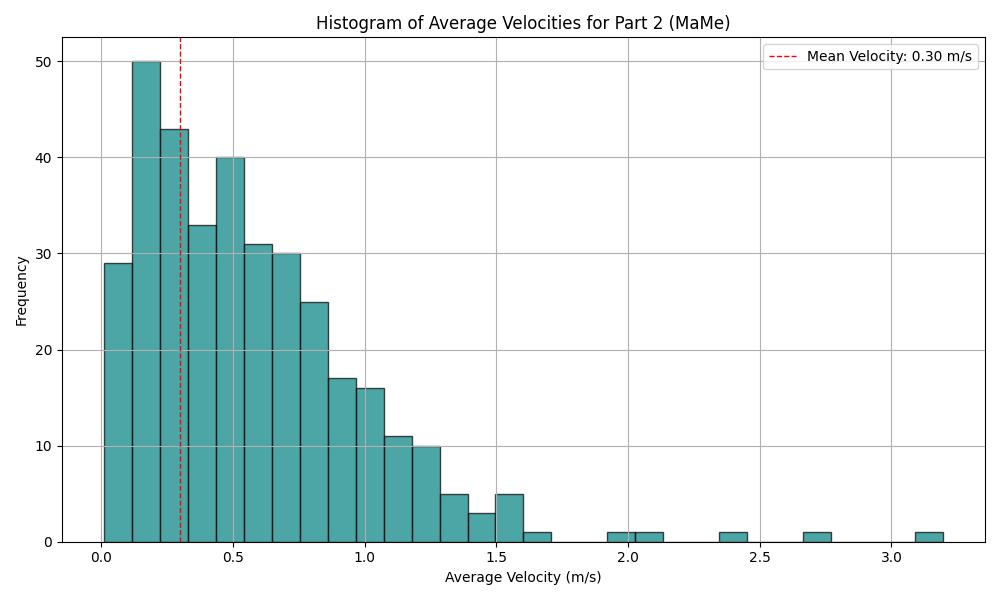 Histogram of Average Velocities for Part 2 (MaMe)
Mean Velocity: 0.30 m/s
Frequency
50
40
30
20
10
0
0.0 0.5 1.0 1.5 2.0 2.5 3.0
Average Velocity (m/s)